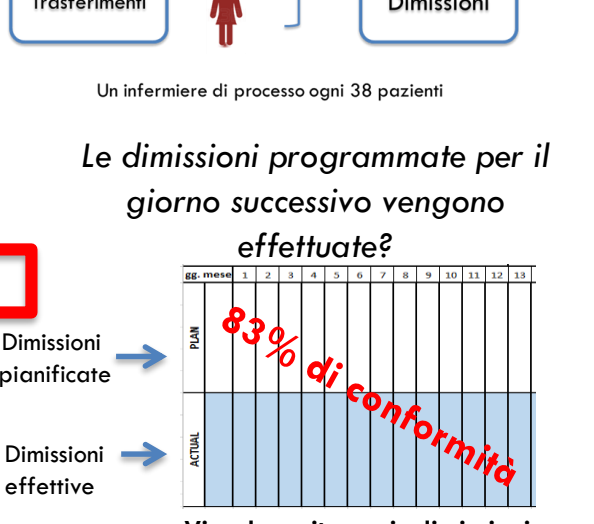 Trasferimenti
Dimissioni
Un infermiere di processo ogni 38 pazienti
Le dimissioni programmate per il
giorno successivo vengono
effettuate?
gg. mese 1 2 3 4 5 6 7 8 9 10 11 12 13
Dimissioni
pianificate
PLAN
83% di conformità
Dimissioni
effettive
ACTUAL